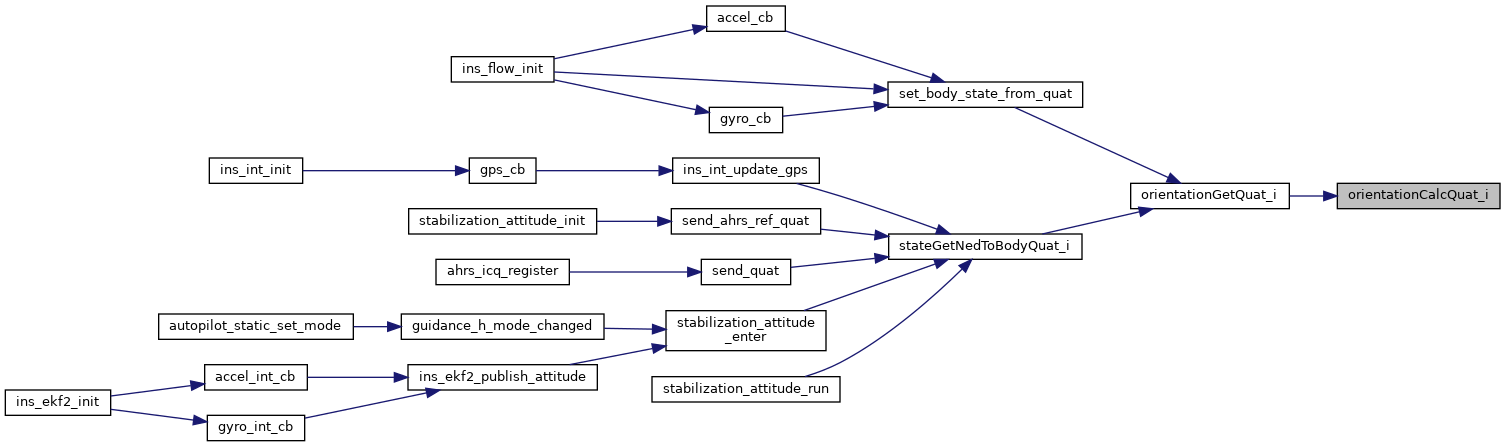 accel_cb
ins_flow_init
set_body_state_from_quat
gyro_cb
ins_int_init
gps_cb
ins_int_update_gps
orientationGetQuat_i
orientationCalcQuat_i
stabilization_attitude_init
send_ahrs_ref_quat
stateGetNedToBodyQuat_i
ahrs_icq_register
send_quat
autopilot_static_set_mode
guidance_h_mode_changed
stabilization_attitude
_enter
accel_int_cb
ins_ekf2_publish_attitude
stabilization_attitude_run
ins_ekf2_init
gyro_int_cb